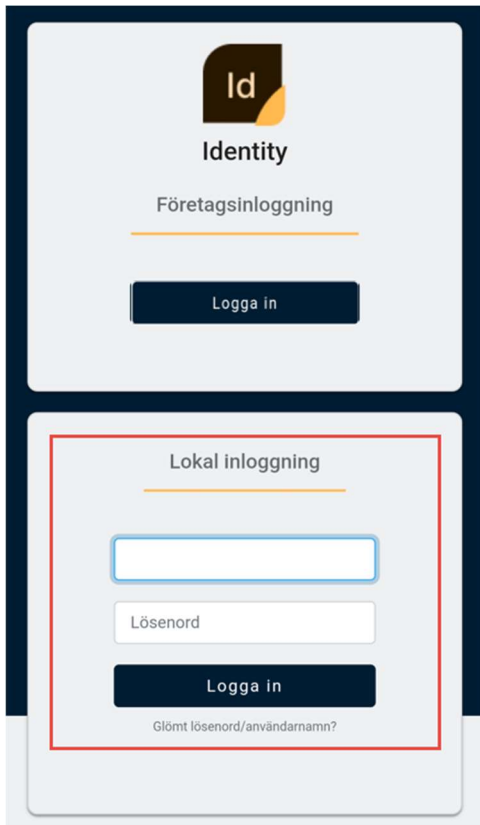 Id
Identity
Företagsinloggning
Logga in
Lokal inloggning
Lösenord
Logga in
Glömt lösenord/användarnamn?